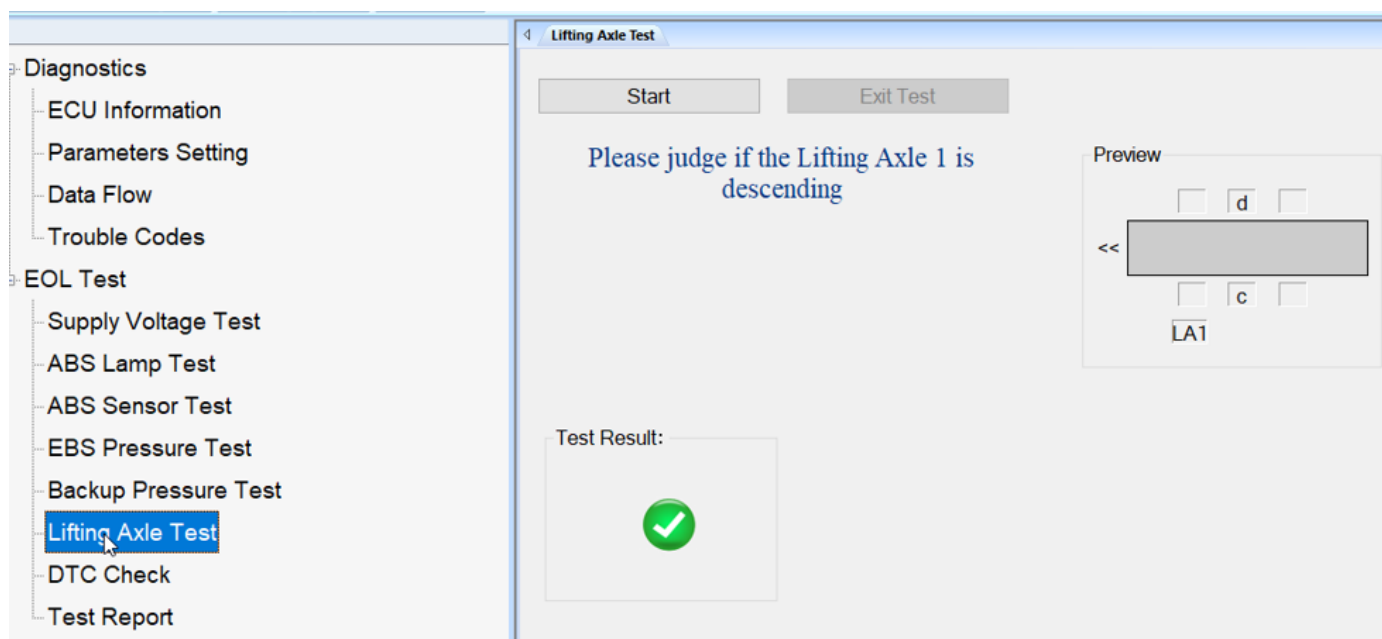 Diagnostics
ECU Information
Parameters Setting
Data Flow
Trouble Codes
EOL Test
Supply Voltage Test
ABS Lamp Test
ABS Sensor Test
EBS Pressure Test
Backup Pressure Test
Lifting Axle Test
DTC Check
Test Report
Lifting Axle Test
Start
Exit Test
Please judge if the Lifting Axle 1 is
descending
Preview
d
<<
c
LA1
Test Result: